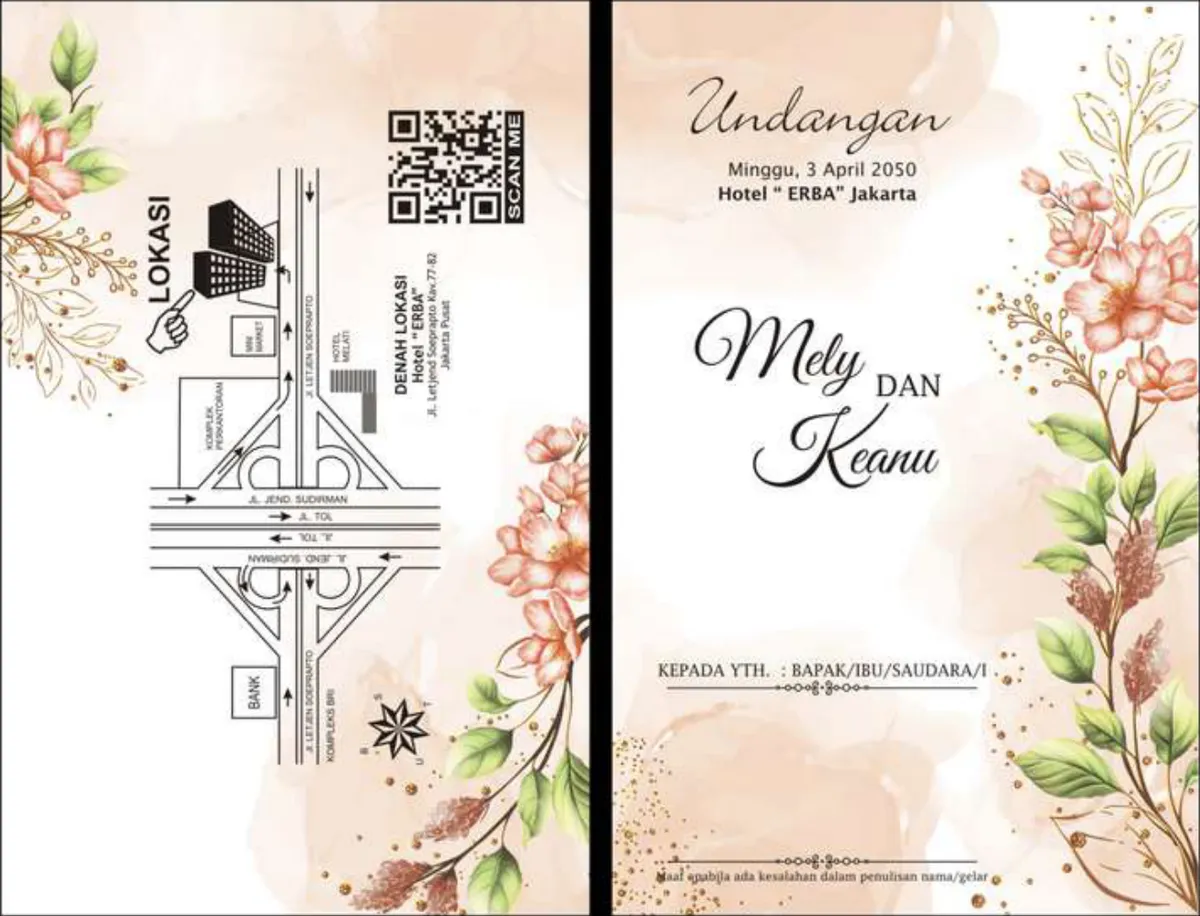 SCAN ME
LOKASI
MINI
MARKET
JL. LETJEN SOEPRAPTO
HOTEL
MELATI
DENAH LOKASI
Hotel “ ERBA”
JL. Letjend Soeprapto Kav.77-82
Jakarta Pusat
KOMPLEK
PERKANTORAN
JL. JEND. SUDIRMAN
JL. TOL
JL. TOL
JL. JEND. SUDIRMAN
BANK
JL. LETJEN SOEPRAPTO
KOMPLEKS BRI
S
T
B
U
Undangan
Minggu, 3 April 2050
Hotel “ ERBA” Jakarta
Mely
DAN
Keanu
KEPADA YTH. : BAPAK/IBU/SAUDARA/I
Maaf apabila ada kesalahan dalam penulisan nama/gelar